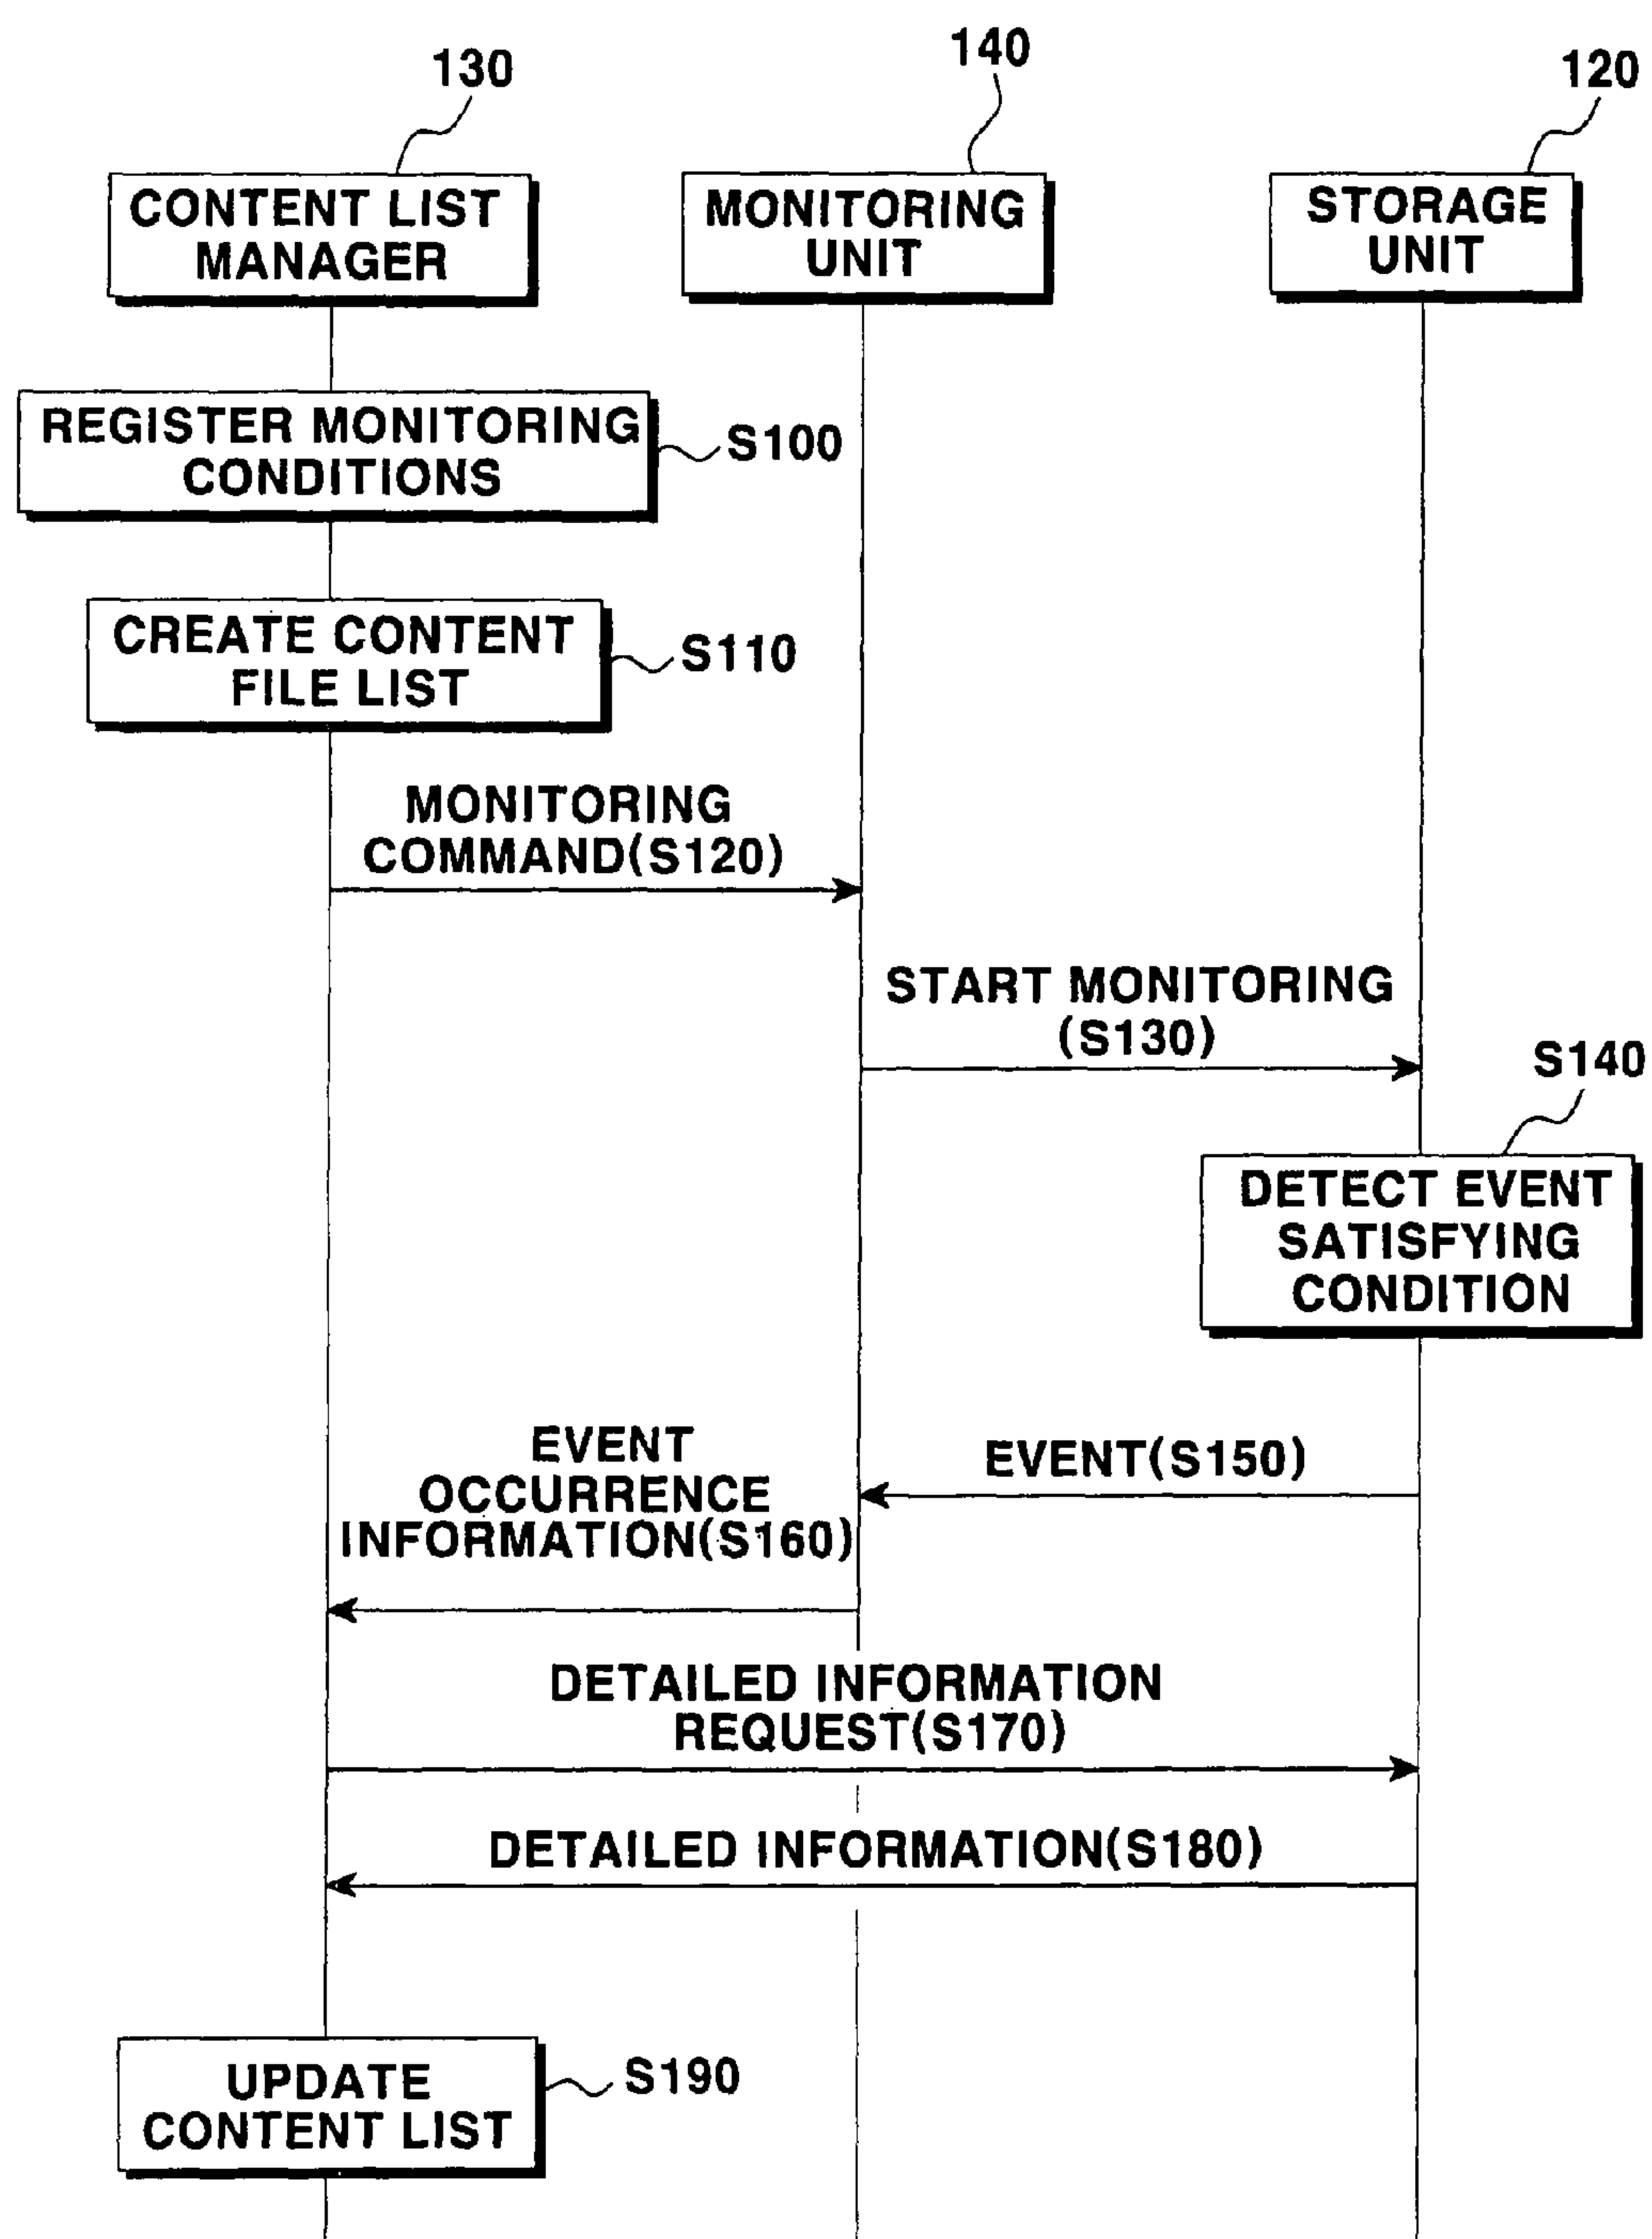 130
140
120
CONTENT LIST
MANAGER
MONITORING
UNIT
STORAGE
UNIT
REGISTER MONITORING
CONDITIONS
S100
CREATE CONTENT
FILE LIST
S110
MONITORING
COMMAND(S120)
START MONITORING
(S130)
S140
DETECT EVENT
SATISFYING
CONDITION
EVENT(S150)
EVENT
OCCURRENCE
INFORMATION(S160)
DETAILED INFORMATION
REQUEST(S170)
DETAILED INFORMATION(S180)
UPDATE
CONTENT LIST
S190